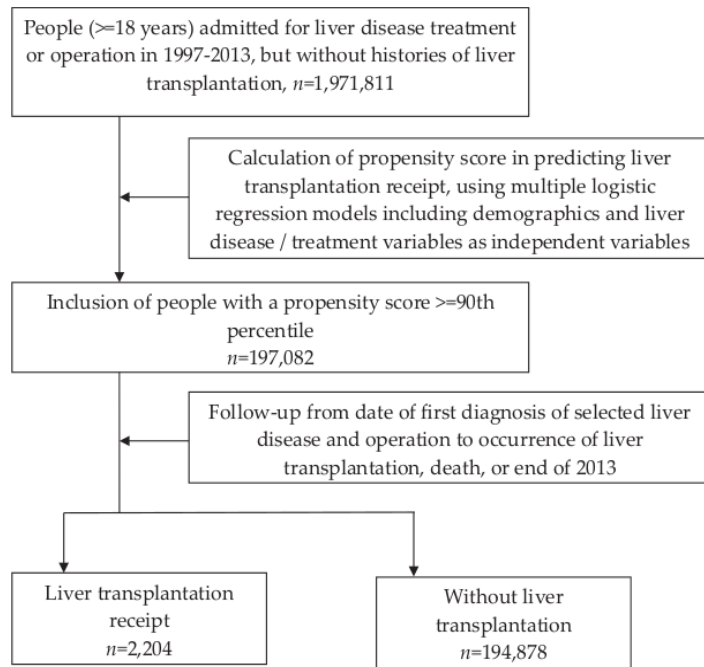 People (>=18 years) admitted for liver disease treatment
or operation in 1997-2013, but without histories of liver
transplantation, n=1,971,811
Calculation of propensity score in predicting liver
transplantation receipt, using multiple logistic
regression models including demographics and liver
disease / treatment variables as independent variables
Inclusion of people with a propensity score >=90th
percentile
n=197,082
Follow-up from date of first diagnosis of selected liver
disease and operation to occurrence of liver
transplantation, death, or end of 2013
Liver transplantation
receipt
n=2,204
Without liver
transplantation
n=194,878